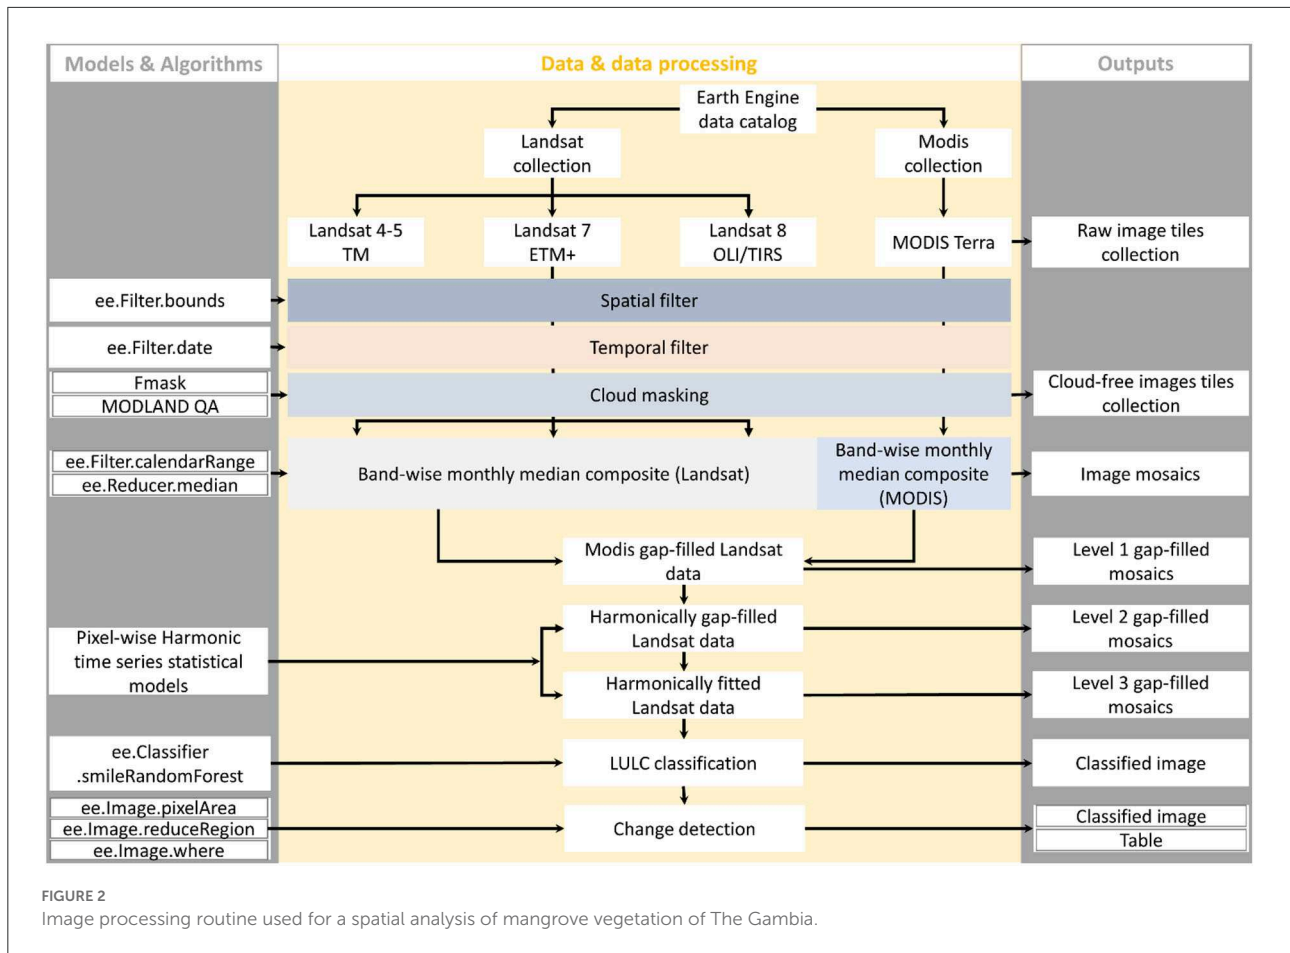 Models & Algorithms
Data & data processing
Outputs
Earth Engine
data catalog
Landsat
collection
Modis
collection
Landsat 4-5
TM
Landsat 7
ETM+
Landsat 8
OLI/TIRS
MODIS Terra
Raw image tiles
collection
ee.Filter.bounds
Spatial filter
ee.Filter.date
Temporal filter
Fmask
MODLAND QA
Cloud masking
Cloud-free images tiles
collection
ee.Filter.calendarRange
ee.Reducer.median
Band-wise monthly median composite (Landsat)
Band-wise monthly
median composite
(MODIS)
Image mosaics
Modis gap-filled Landsat
data
Level 1 gap-filled
mosaics
Pixel-wise Harmonic
time series statistical
models
Harmonically gap-filled
Landsat data
Level 2 gap-filled
mosaics
Harmonically fitted
Landsat data
Level 3 gap-filled
mosaics
ee.Classifier
.smileRandomForest
LULC classification
Classified image
ee.Image.pixelArea
ee.Image.reduceRegion
ee.Image.where
Change detection
Classified image
Table
FIGURE 2
Image processing routine used for a spatial analysis of mangrove vegetation of The Gambia.